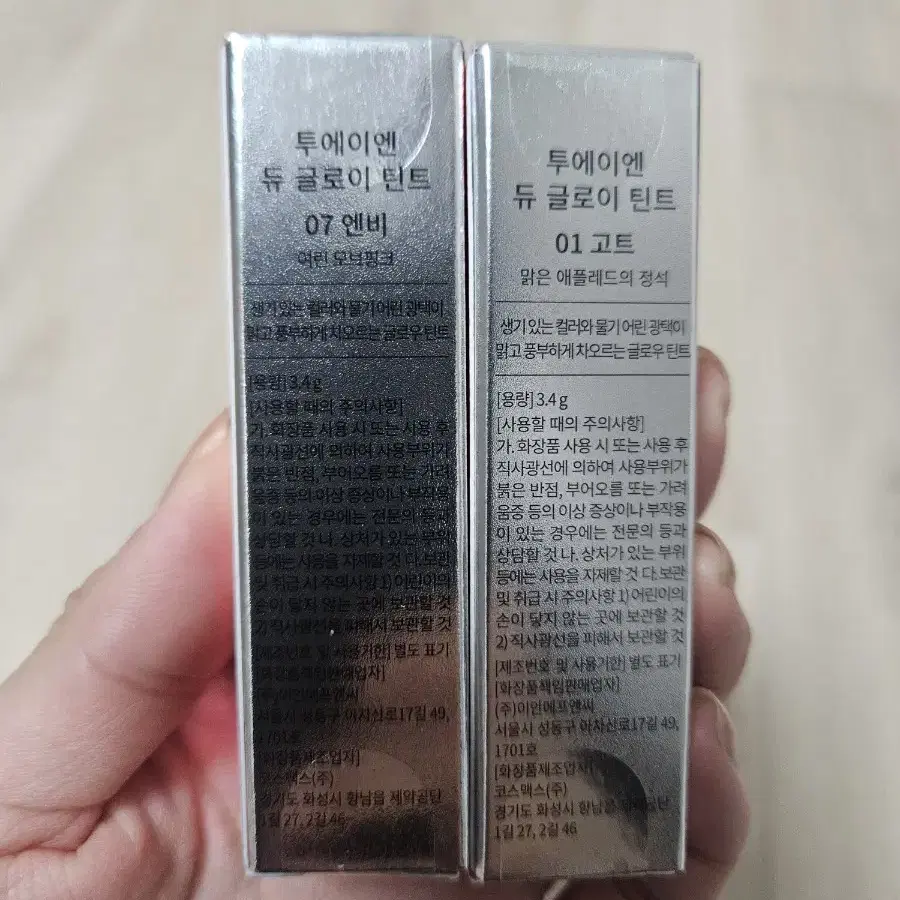 투에이엔
듀 글로이 틴트
07 엔비
여린 모브핑크
생기 있는 컬러와 물기 어린 광택이
맑고 풍부하게 차오르는 글로우 틴트
[용량] 3.4 g
[사용할 때의 주의사항]
가. 화장품 사용 시 또는 사용 후
직사광선에 의하여 사용부위가
붉은 반점, 부어오름 또는 가려
움증 등의 이상 증상이나 부작용
이 있는 경우에는 전문의 등과
상담할 것 나. 상처가 있는 부위
등에는 사용을 자제할 것 다. 보관
및 취급 시 주의사항 1) 어린이의
손이 닿지 않는 곳에 보관할 것
2) 직사광선을 피해서 보관할 것
[제조번호 및 사용기한] 별도 표기
[화장품책임판매업자]
(주)이언에프앤씨
서울시 성동구 아차산로17길 49,
1701호
[화장품제조업자]
코스맥스(주)
경기도 화성시 향남읍 제약공단
1길 27, 2길 46
투에이엔
듀 글로이 틴트
01 고트
맑은 애플레드의 정석
생기 있는 컬러와 물기 어린 광택이
맑고 풍부하게 차오르는 글로우 틴트
[용량] 3.4 g
[사용할 때의 주의사항]
가. 화장품 사용 시 또는 사용 후
직사광선에 의하여 사용부위가
붉은 반점, 부어오름 또는 가려
움증 등의 이상 증상이나 부작용
이 있는 경우에는 전문의 등과
상담할 것 나. 상처가 있는 부위
등에는 사용을 자제할 것 다. 보관
및 취급 시 주의사항 1) 어린이의
손이 닿지 않는 곳에 보관할 것
2) 직사광선을 피해서 보관할 것
[제조번호 및 사용기한] 별도 표기
[화장품책임판매업자]
(주)이언에프앤씨
서울시 성동구 아차산로17길 49,
1701호
[화장품제조업자]
코스맥스(주)
경기도 화성시 향남읍 제약공단
1길 27, 2길 46